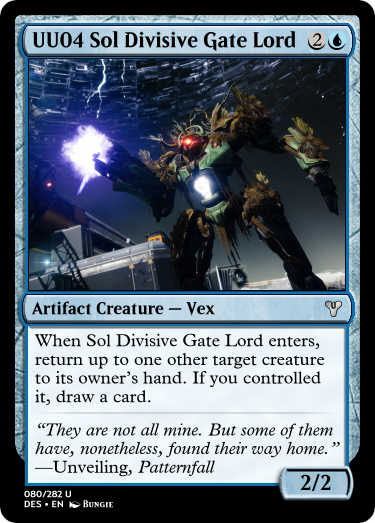 UU04 Sol Divisive Gate Lord 2
Artifact Creature — Vex
When Sol Divisive Gate Lord enters,
return up to one other target creature
to its owner's hand. If you controlled
it, draw a card.
“They are not all mine. But some of them
have, nonetheless, found their way home.”
—Unveiling, Patternfall
2/2
080/282 U
DES • EN Bungie